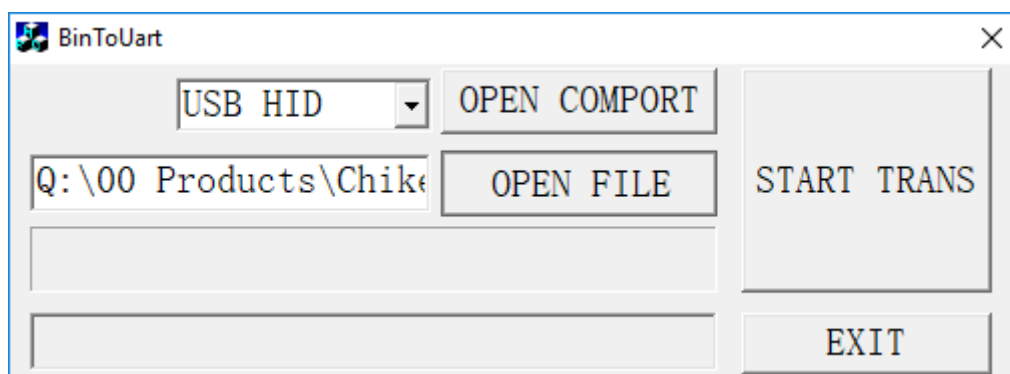 BinToUart
USB HID
OPEN COMPORT
Q:\00 Products\Chike
OPEN FILE
START TRANS
EXIT